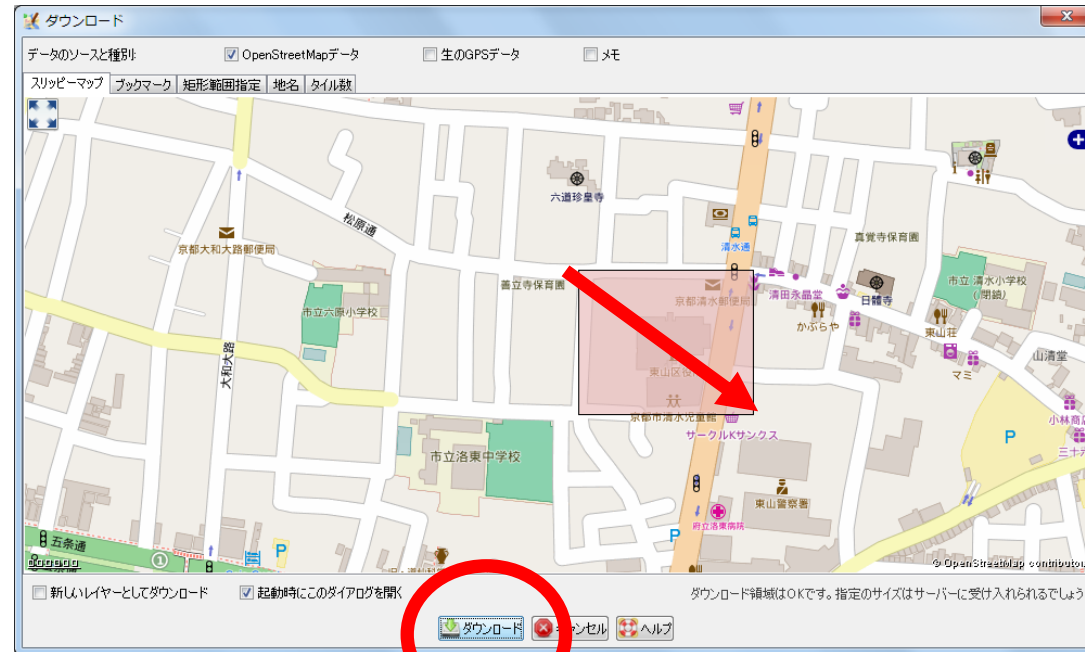 ダウンロード
データのソースと種別:
OpenStreetMapデータ
生のGPSデータ
メモ
スリッピーマップ
ブックマーク
矩形範囲指定
地名
タイル数
六道珍皇寺
松原通
京都大和大路郵便局
清水通
真覚寺保育園
善立寺保育園
京都清水郵便局
清田永晶堂
日體寺
市立 清水小学校
(閉鎖)
市立六原小学校
かぶらや
東山荘
大和大路
山清堂
マミ
東山区役
京都市清水児童館
小林商店
サークルKサンクス
P
三十六
市立洛東中学校
東山警察署
府立洛東病院
P
五条通
P
© OpenStreetMap contributor
新しいレイヤーとしてダウンロード
起動時にこのダイアログを開く
ダウンロード領域はOKです。指定のサイズはサーバーに受け入れられるでしょう
ダウンロード
キャンセル
ヘルプ